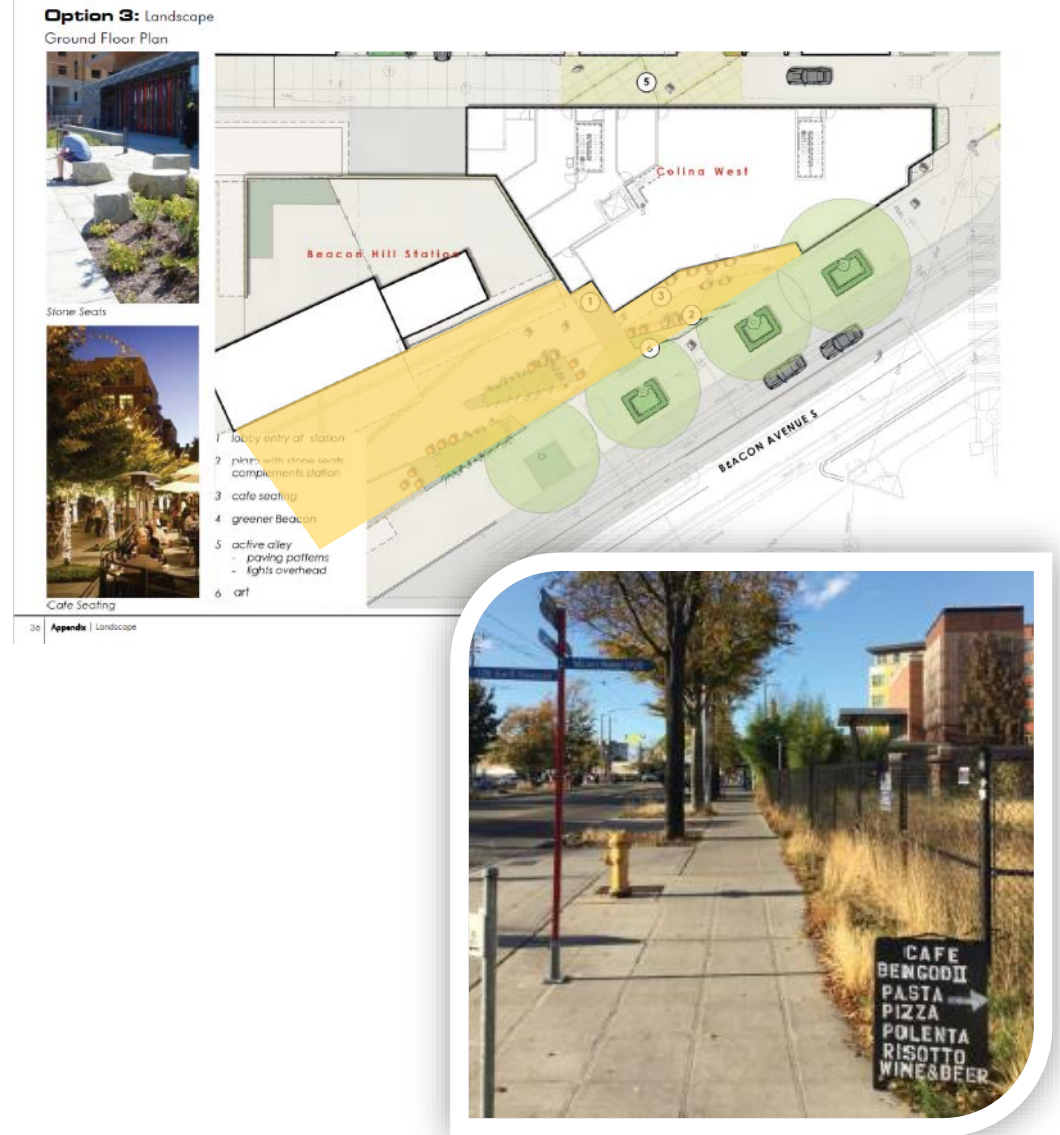 Option 3: Landscape
Ground Floor Plan
Stone Seats
Cafe Seating
5
Colina West
Beacon Hill Station
1
3
2
6
BEACON AVENUE S
1 lobby entry at station
2 plaza with stone seats
complements station
3 cafe seating
4 greener Beacon
5 active alley
- paving patterns
- lights overhead
6 art
36 Appendix | Landscape
CAFE
BENGODII
PASTA
PIZZA
POLENTA
RISOTTO
WINE&BEER